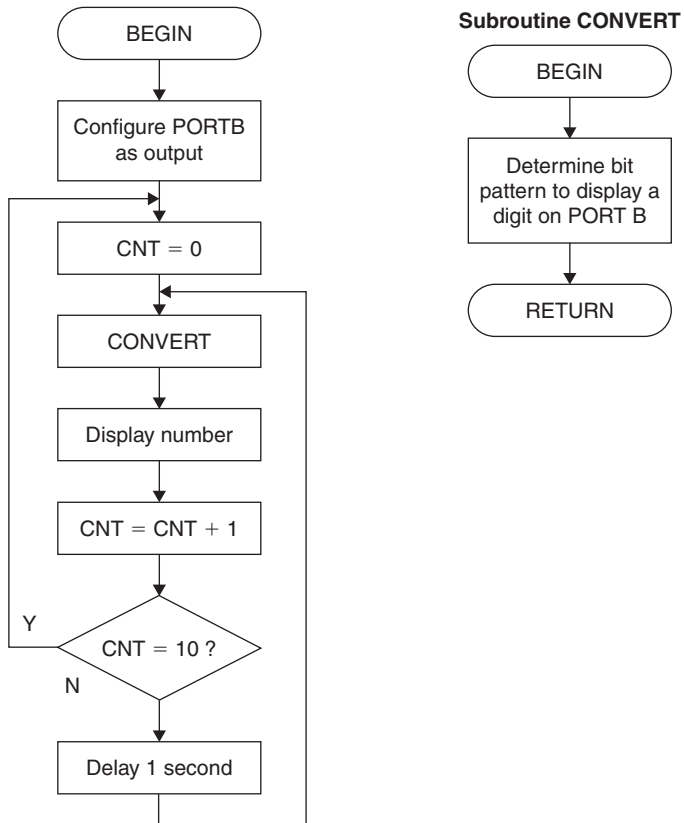 BEGIN
Configure PORTB
as output
CNT = 0
CONVERT
Display number
CNT = CNT + 1
Y
CNT = 10 ?
N
Delay 1 second
Subroutine CONVERT
BEGIN
Determine bit
pattern to display a
digit on PORT B
RETURN